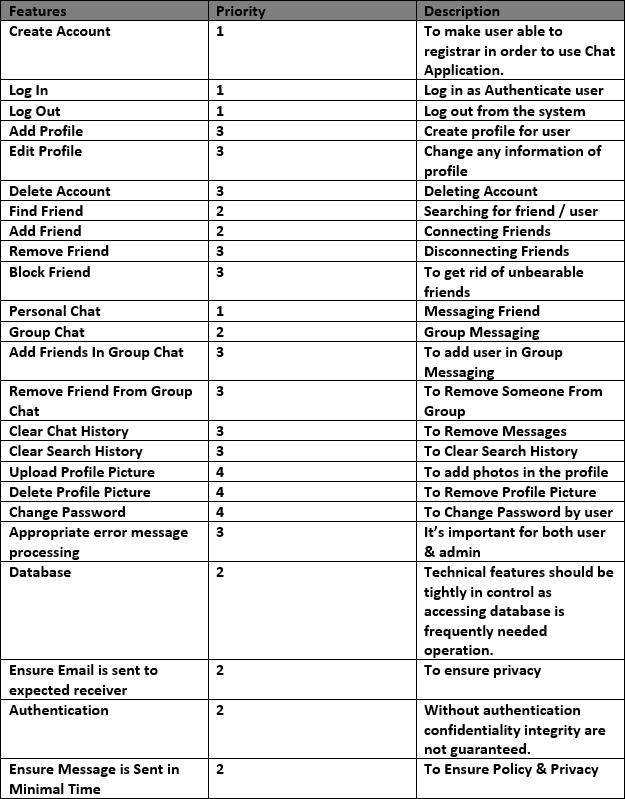 Features Priority Description
Create Account 1 To make user able to
registrar in order to use Chat
Application.
Log In 1 Log in as Authenticate user
Log Out 1 Log out from the system
Add Profile 3 Create profile for user
Edit Profile 3 Change any information of
profile
Delete Account 3 Deleting Account
Find Friend 2 Searching for friend / user
Add Friend 2 Connecting Friends
Remove Friend 3 Disconnecting Friends
Block Friend 3 To get rid of unbearable
friends
Personal Chat 1 Messaging Friend
Group Chat 2 Group Messaging
Add Friends In Group Chat 3 To add user in Group
Messaging
Remove Friend From Group 3 To Remove Someone From
Chat Group
Clear Chat History 3 To Remove Messages
Clear Search History 3 To Clear Search History
Upload Profile Picture 4 To add photos in the profile
Delete Profile Picture 4 To Remove Profile Picture
Change Password 4 To Change Password by user
Appropriate error message 3 It's important for both user
processing & admin
Database 2 Technical features should be
tightly in control as
accessing database is
frequently needed
operation.
Ensure Email is sent to 2 To ensure privacy
expected receiver
Authentication 2 Without authentication
confidentiality integrity are
not guaranteed.
Ensure Message is Sent in 2 To Ensure Policy & Privacy
Minimal Time